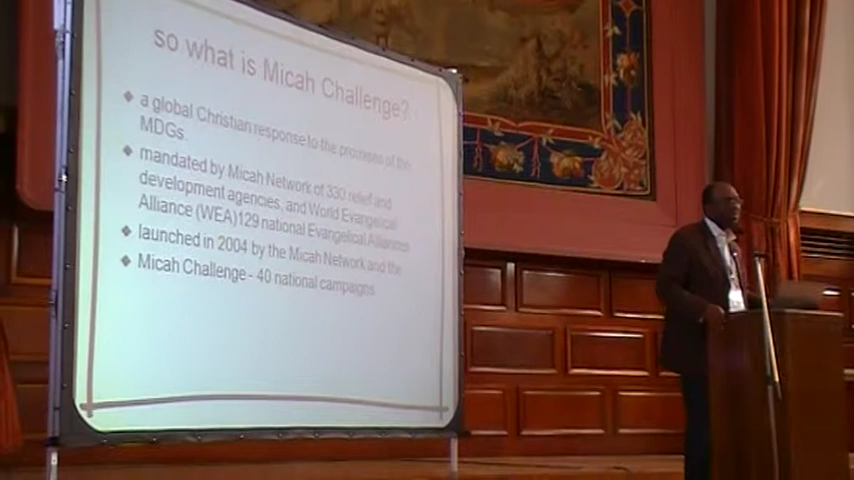 so what is Micah Challenge?
a global Christian response to the promises of the
MDGs.
mandated by Micah Network of 330 relief and
development agencies, and World Evangelical
Alliance (WEA)129 national Evangelical Alliances
launched in 2004 by the Micah Network and the
Micah Challenge - 40 national campaigns